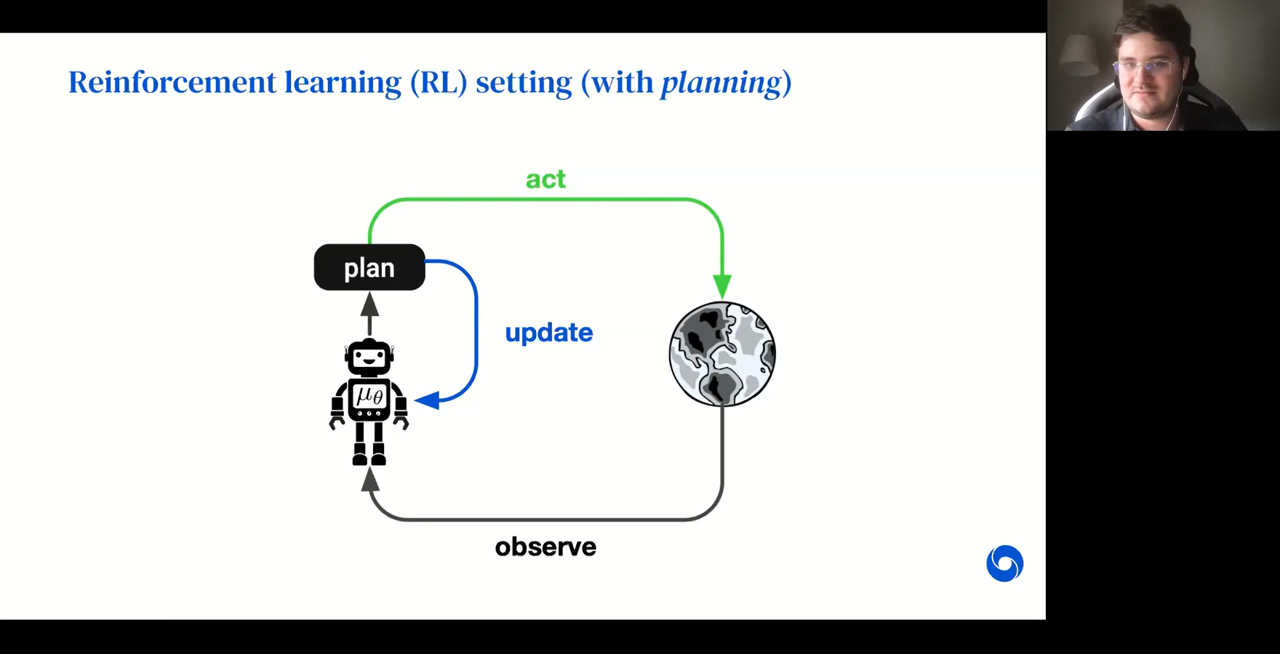 Reinforcement learning (RL) setting (with planning)
act
plan
update
μθ
observe